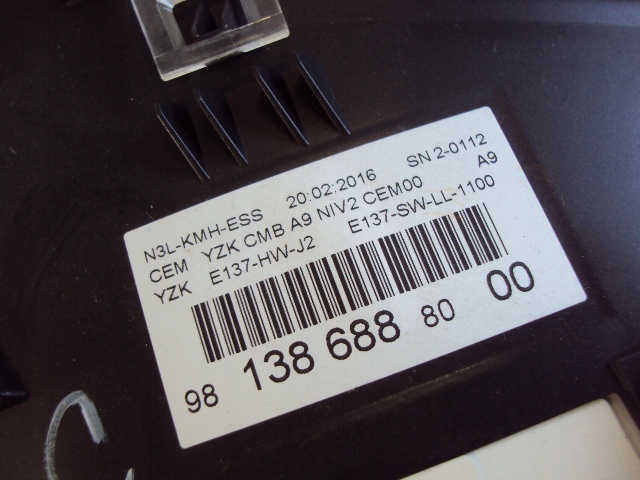 N3L-KMH-ESS 20:02:2016 SN 2-0112
CEM YZK CMB A9 NIV2 CEM00 A9
YZK E137-HW-J2 E137-SW-LL-1100
98 138 688 80 00